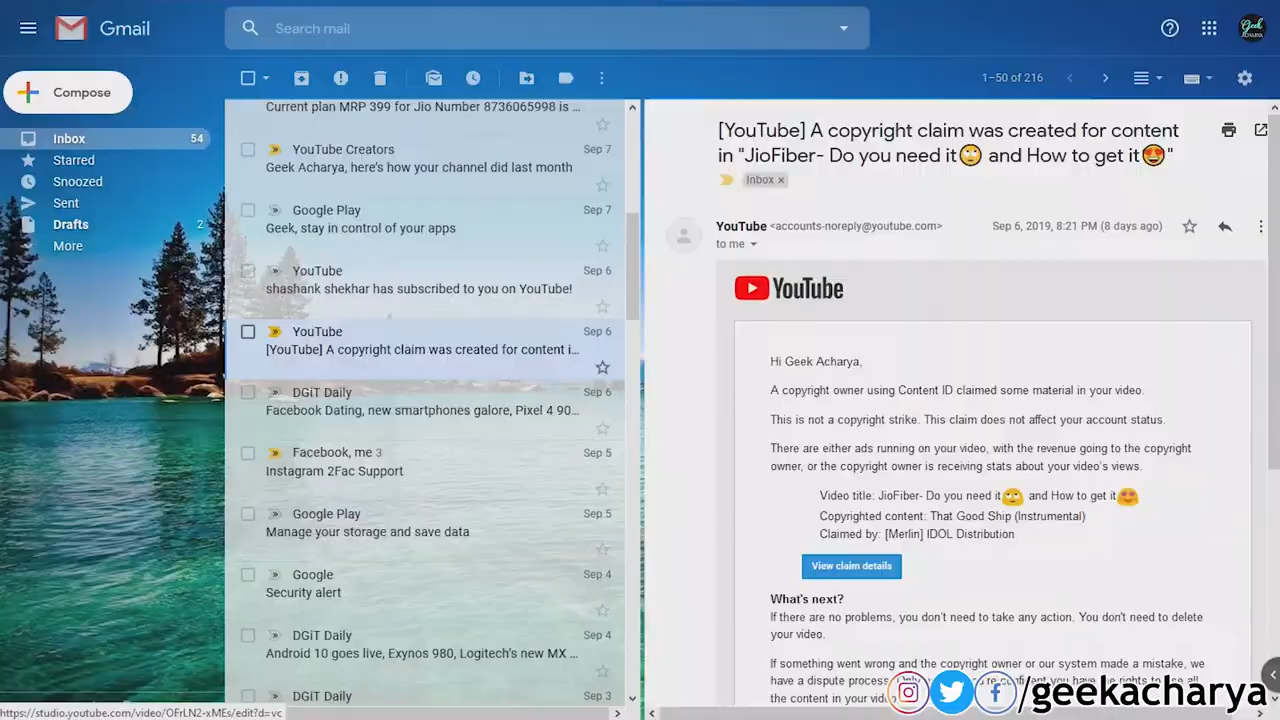 Gmail
Search mail
1–50 of 216
Compose
Inbox 54
Starred
Snoozed
Sent
Drafts 2
More
Current plan MRP 399 for Jio Number 8736065998 is ...
YouTube Creators Sep 7
Geek Acharya, here's how your channel did last month
Google Play Sep 7
Geek, stay in control of your apps
YouTube Sep 6
shashank shekhar has subscribed to you on YouTube!
YouTube Sep 6
[YouTube] A copyright claim was created for content i...
DGiT Daily Sep 6
Facebook Dating, new smartphones galore, Pixel 4 90...
Facebook, me 3 Sep 5
Instagram 2Fac Support
Google Play Sep 5
Manage your storage and save data
Google Sep 4
Security alert
DGiT Daily Sep 4
Android 10 goes live, Exynos 980, Logitech's new MX ...
DGiT Daily Sep 3
[YouTube] A copyright claim was created for content
in "JioFiber- Do you need it🙄 and How to get it😍"
Inbox x
YouTube <accounts-noreply@youtube.com> Sep 6, 2019, 8:21 PM (8 days ago)
to me
YouTube
Hi Geek Acharya,
A copyright owner using Content ID claimed some material in your video.
This is not a copyright strike. This claim does not affect your account status.
There are either ads running on your video, with the revenue going to the copyright
owner, or the copyright owner is receiving stats about your video's views.
Video title: JioFiber- Do you need it🙄 and How to get it😍
Copyrighted content: That Good Ship (Instrumental)
Claimed by: [Merlin] IDOL Distribution
View claim details
What's next?
If there are no problems, you don't need to take any action. You don't need to delete
your video.
If something went wrong and the copyright owner or our system made a mistake, we
have a dispute process. you have the rights to use all
the content in your
/geekacharya
https://studio.youtube.com/video/OFrLN2-xMEs/edit?d=vc